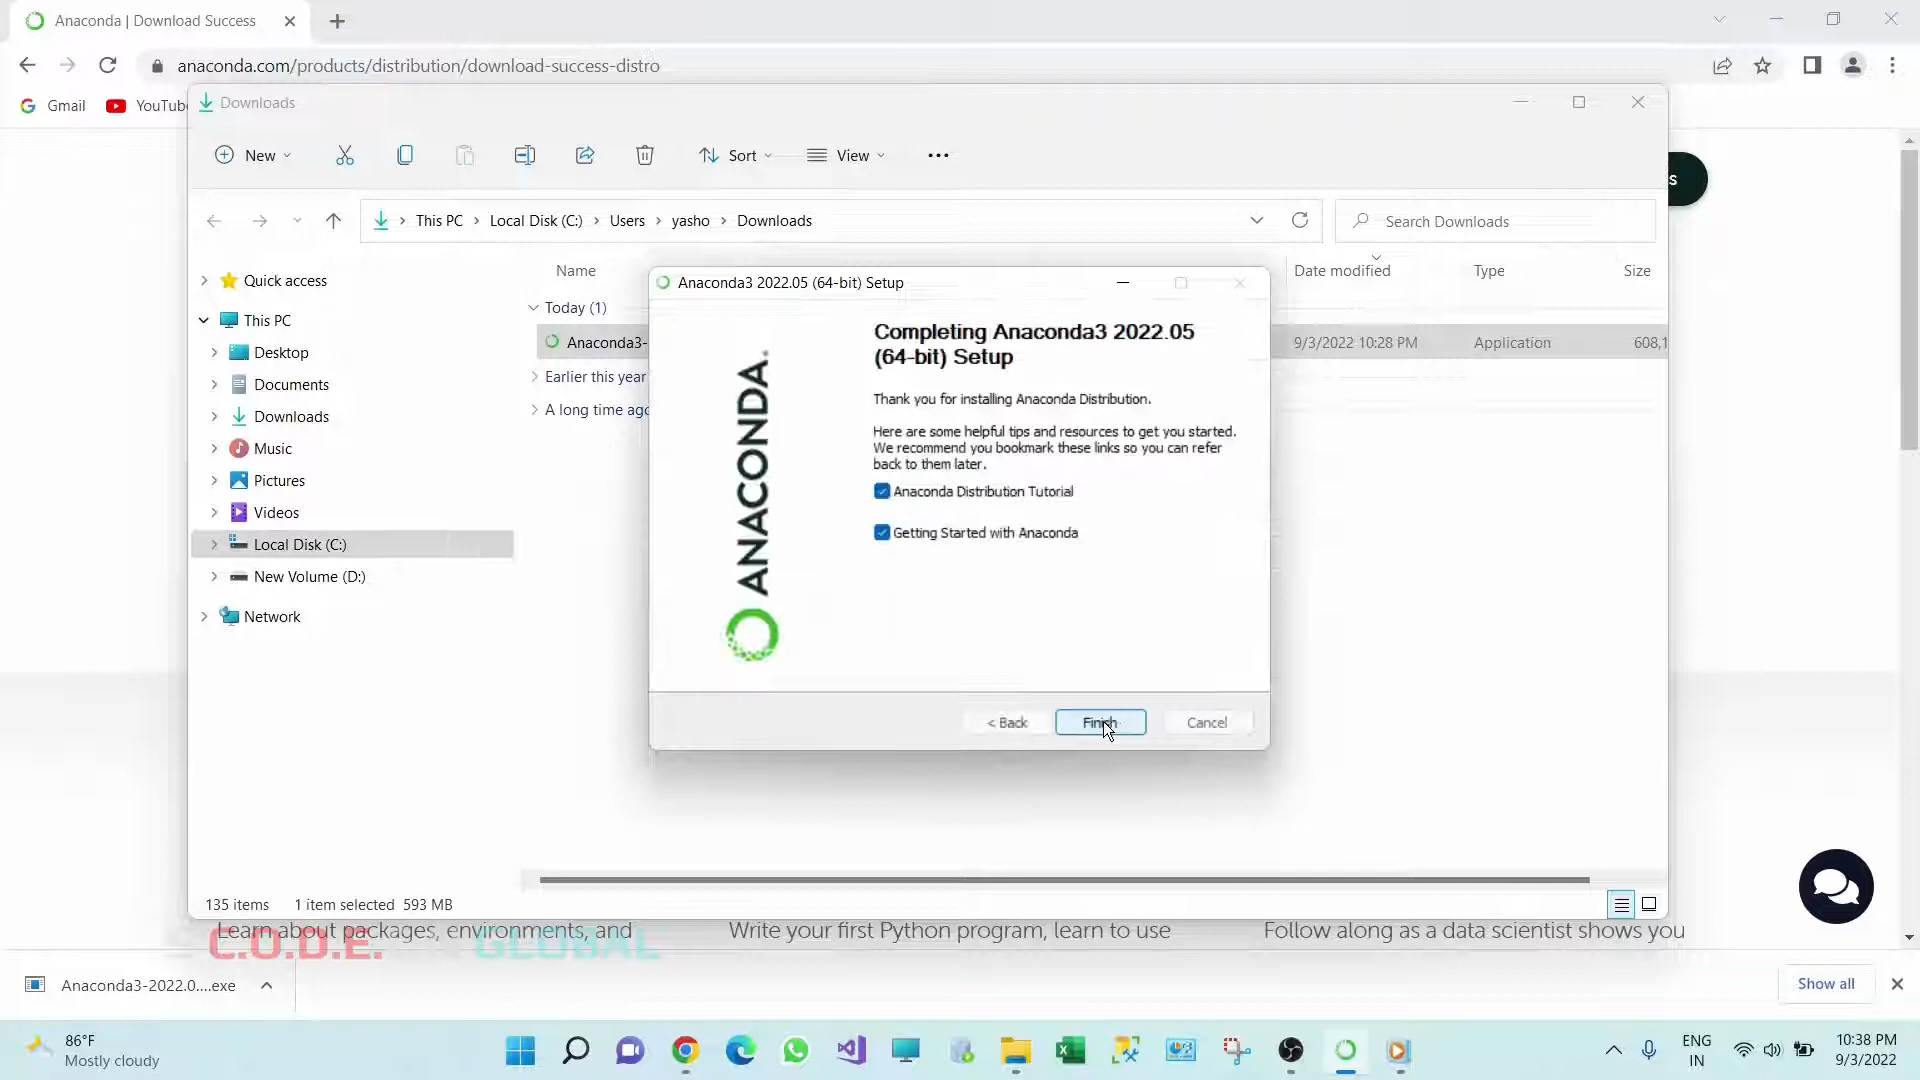 Anaconda | Download Success
anaconda.com/products/distribution/download-success-distro
Gmail
YouTube
Downloads
New
Sort
View
This PC
Local Disk (C:)
Users
yasho
Downloads
Search Downloads
Name
Date modified
Type
Size
Quick access
This PC
Desktop
Documents
Downloads
Music
Pictures
Videos
Local Disk (C:)
New Volume (D:)
Network
Today (1)
Anaconda3-
9/3/2022 10:28 PM
Application
608,1
Earlier this year
A long time ago
s
Anaconda3 2022.05 (64-bit) Setup
ANACONDA.
Completing Anaconda3 2022.05
(64-bit) Setup
Thank you for installing Anaconda Distribution.
Here are some helpful tips and resources to get you started.
We recommend you bookmark these links so you can refer
back to them later.
Anaconda Distribution Tutorial
Getting Started with Anaconda
< Back
Finish
Cancel
135 items
1 item selected 593 MB
Learn about packages, environments, and
Write your first Python program, learn to use
Follow along as a data scientist shows you
C.O.D.E. GLOBAL
Anaconda3-2022.0....exe
Show all
86°F
Mostly cloudy
ENG
IN
10:38 PM
9/3/2022